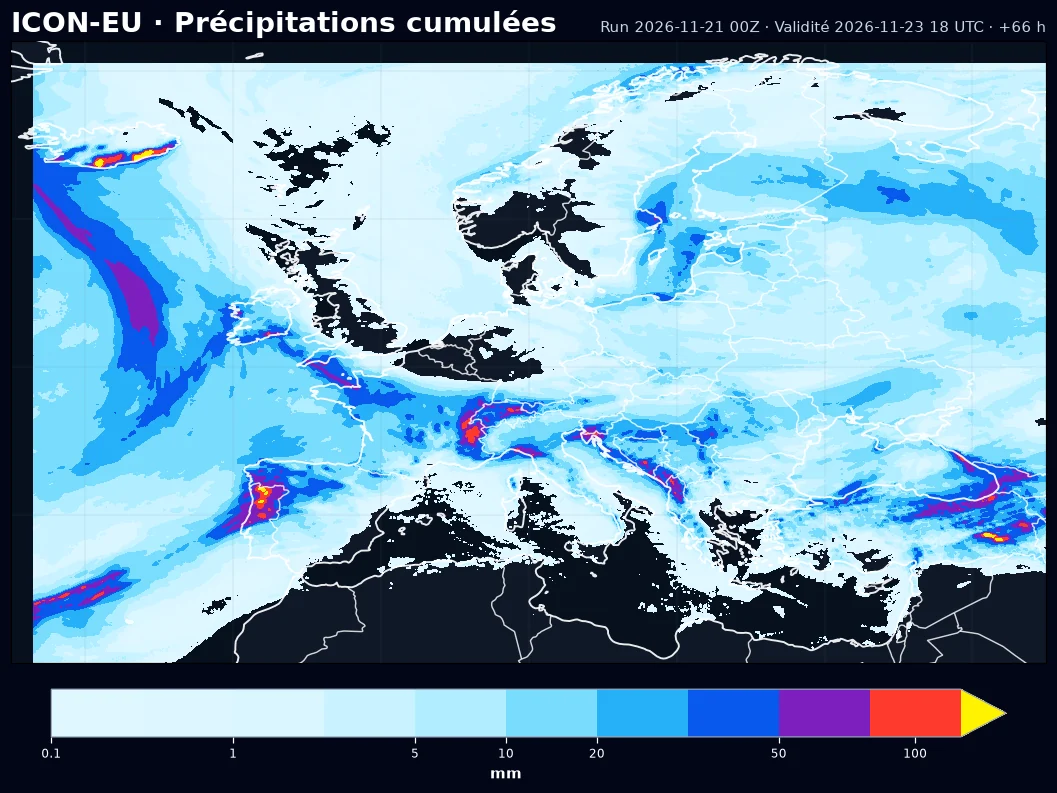 ICON-EU · Précipitations cumulées
Run 2026-11-21 00Z · Validité 2026-11-23 18 UTC · +66 h
0.1 1 5 10 20 50 100
mm